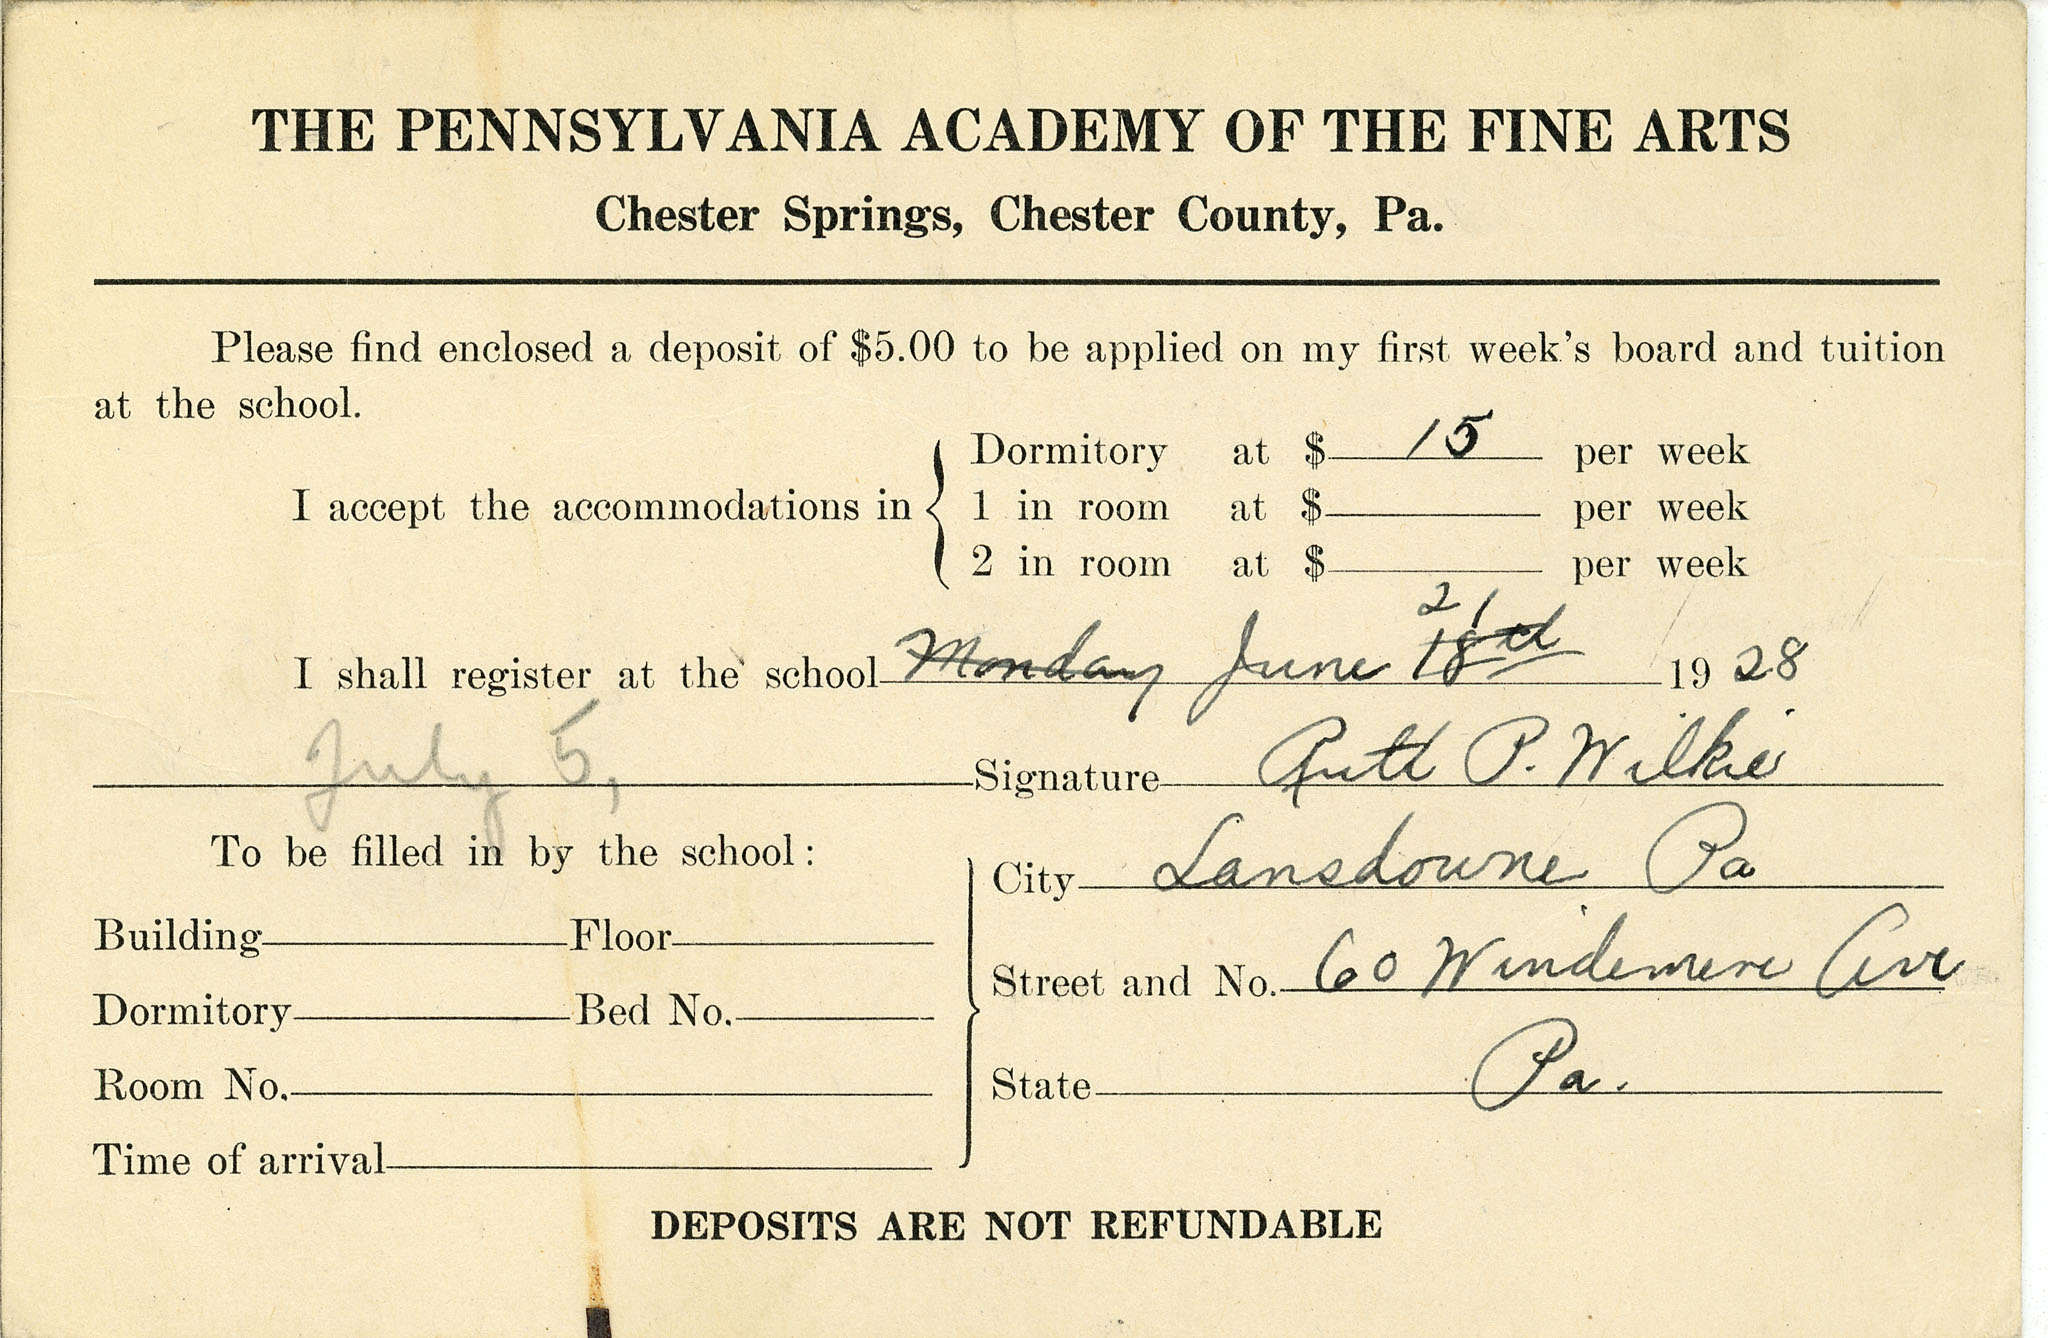 THE PENNSYLVANIA ACADEMY OF THE FINE ARTS
Chester Springs, Chester County, Pa.
Please find enclosed a deposit of $5.00 to be applied on my first week's board and tuition
at the school.
I accept the accommodations in
Dormitory at $ 15 per week
1 in room at $ per week
2 in room at $ per week
21
I shall register at the school Monday June 18th 1928
July 5, Signature Ruth P. Wilkie
To be filled in by the school:
City Lansdowne Pa
Building Floor
Street and No. 60 Windemere Ave
Dormitory Bed No.
Room No.
State Pa.
Time of arrival
DEPOSITS ARE NOT REFUNDABLE